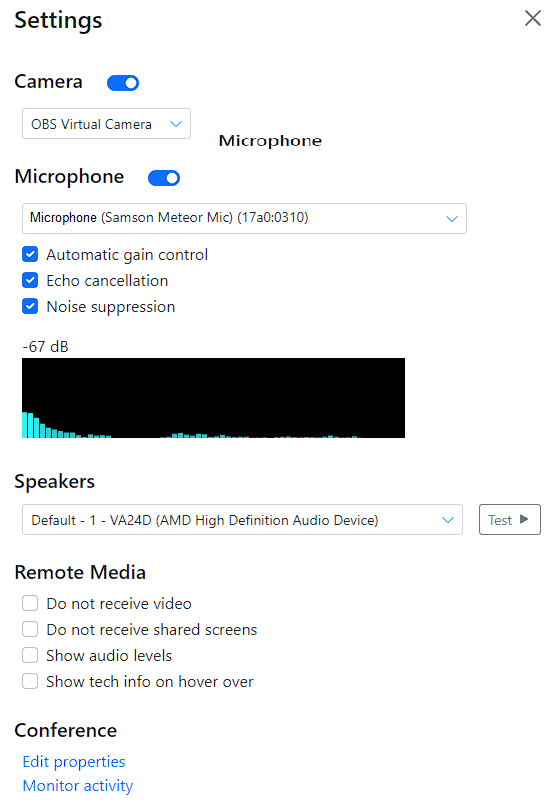 Settings
Camera
OBS Virtual Camera
Microphone
Microphone
Microphone (Samson Meteor Mic) (17a0:0310)
Automatic gain control
Echo cancellation
Noise suppression
-67 dB
Speakers
Default - 1 - VA24D (AMD High Definition Audio Device)
Test
Remote Media
Do not receive video
Do not receive shared screens
Show audio levels
Show tech info on hover over
Conference
Edit properties
Monitor activity